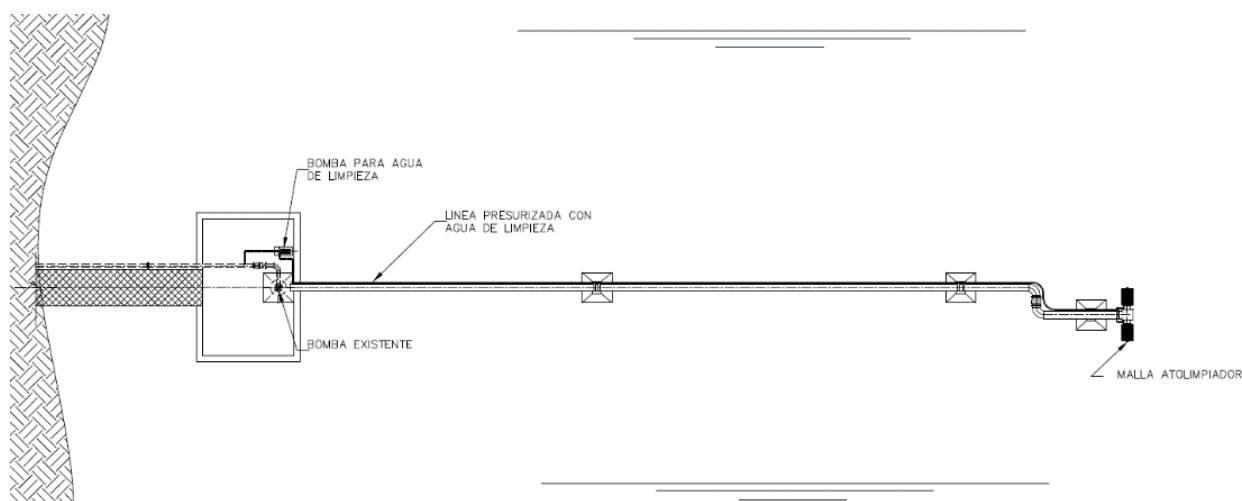 BOMBA PARA AGUA
DE LIMPIEZA
LINEA PRESURIZADA CON
AGUA DE LIMPIEZA
BOMBA EXISTENTE
MALLA ATOLIMPIADOR